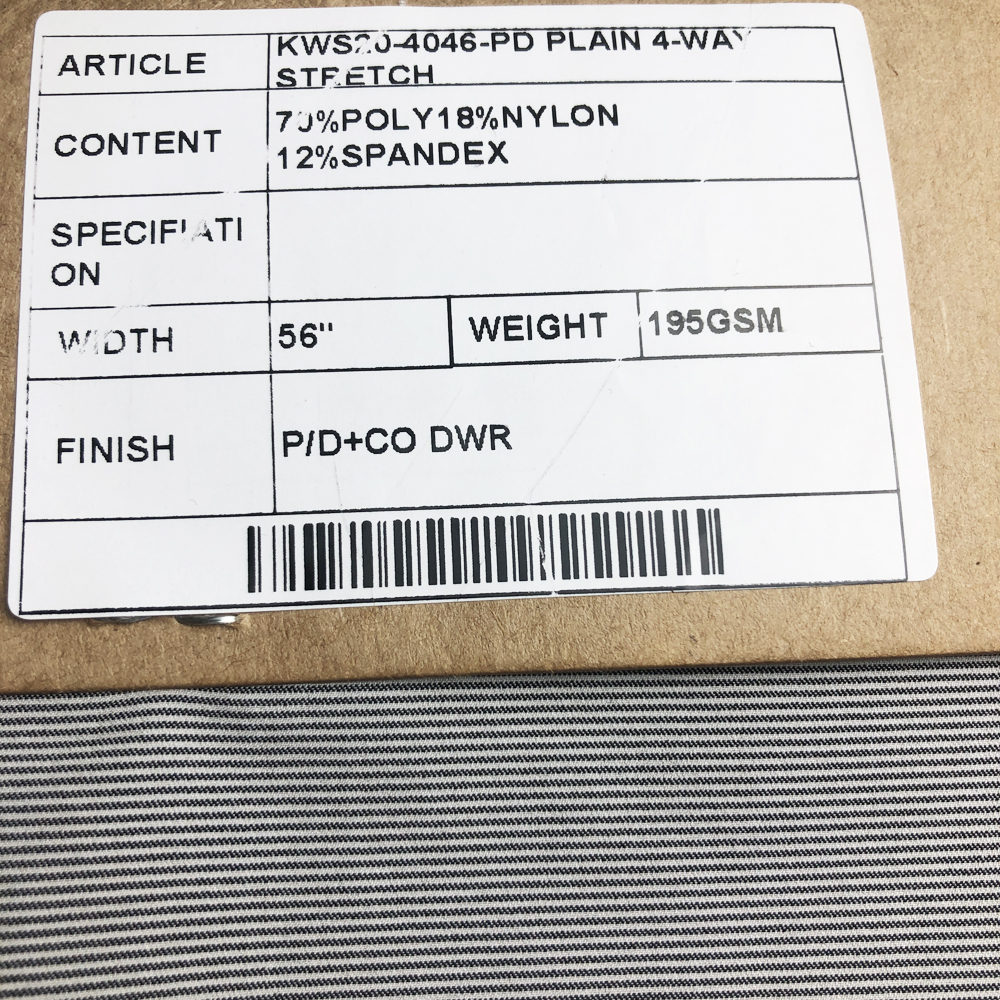 ARTICLE
KWS20-4046-PD PLAIN 4-WAY
STRETCH
CONTENT
70%POLY18%NYLON
12%SPANDEX
SPECIFIATI
ON
WIDTH
56"
WEIGHT
195GSM
FINISH
P/D+CO DWR